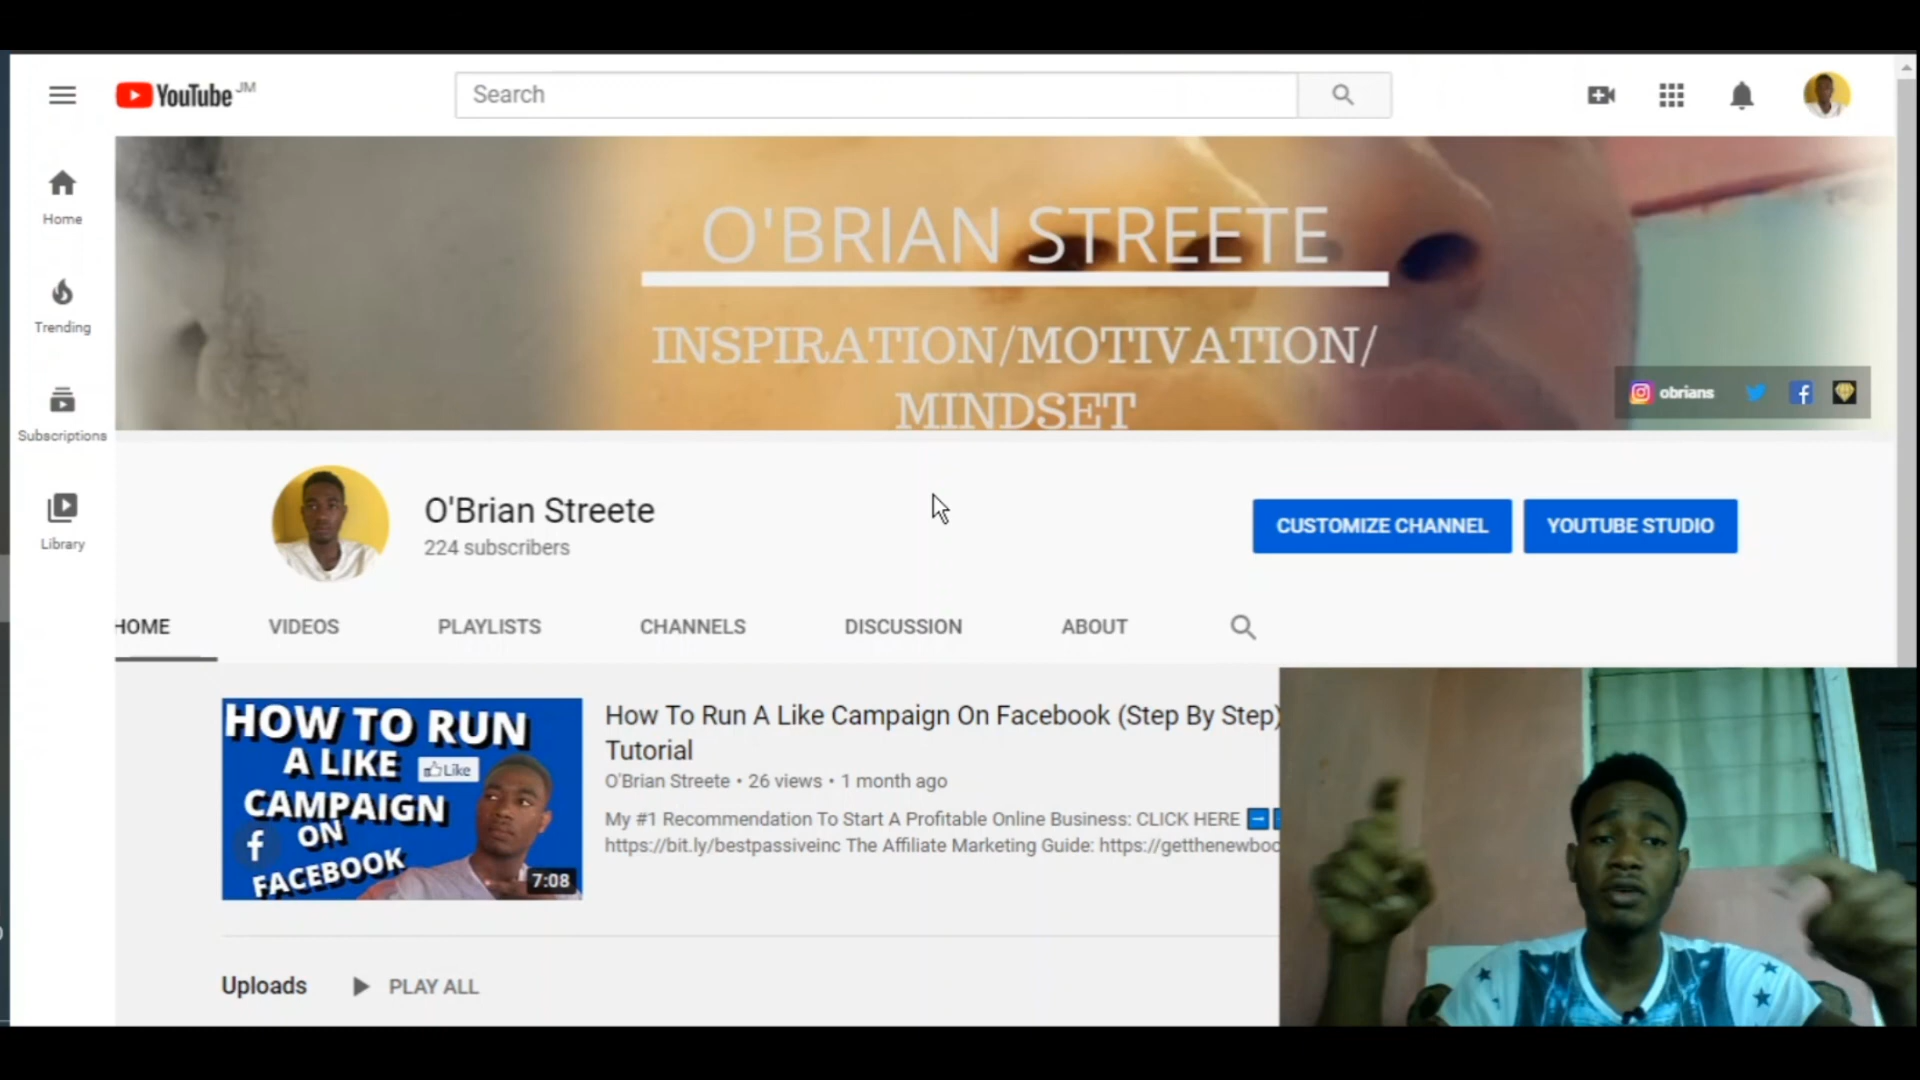 YouTube JM
Search
Home
Trending
Subscriptions
Library
O'BRIAN STREETE
INSPIRATION/MOTIVATION/
MINDSET
obrians
O'Brian Streete
224 subscribers
CUSTOMIZE CHANNEL
YOUTUBE STUDIO
HOME
VIDEOS
PLAYLISTS
CHANNELS
DISCUSSION
ABOUT
HOW TO RUN
A LIKE
Like
CAMPAIGN
ON
FACEBOOK
7:08
How To Run A Like Campaign On Facebook (Step By Step)
Tutorial
O'Brian Streete • 26 views • 1 month ago
My #1 Recommendation To Start A Profitable Online Business: CLICK HERE
https://bit.ly/bestpassiveinc The Affiliate Marketing Guide: https://getthenewboo
Uploads
PLAY ALL